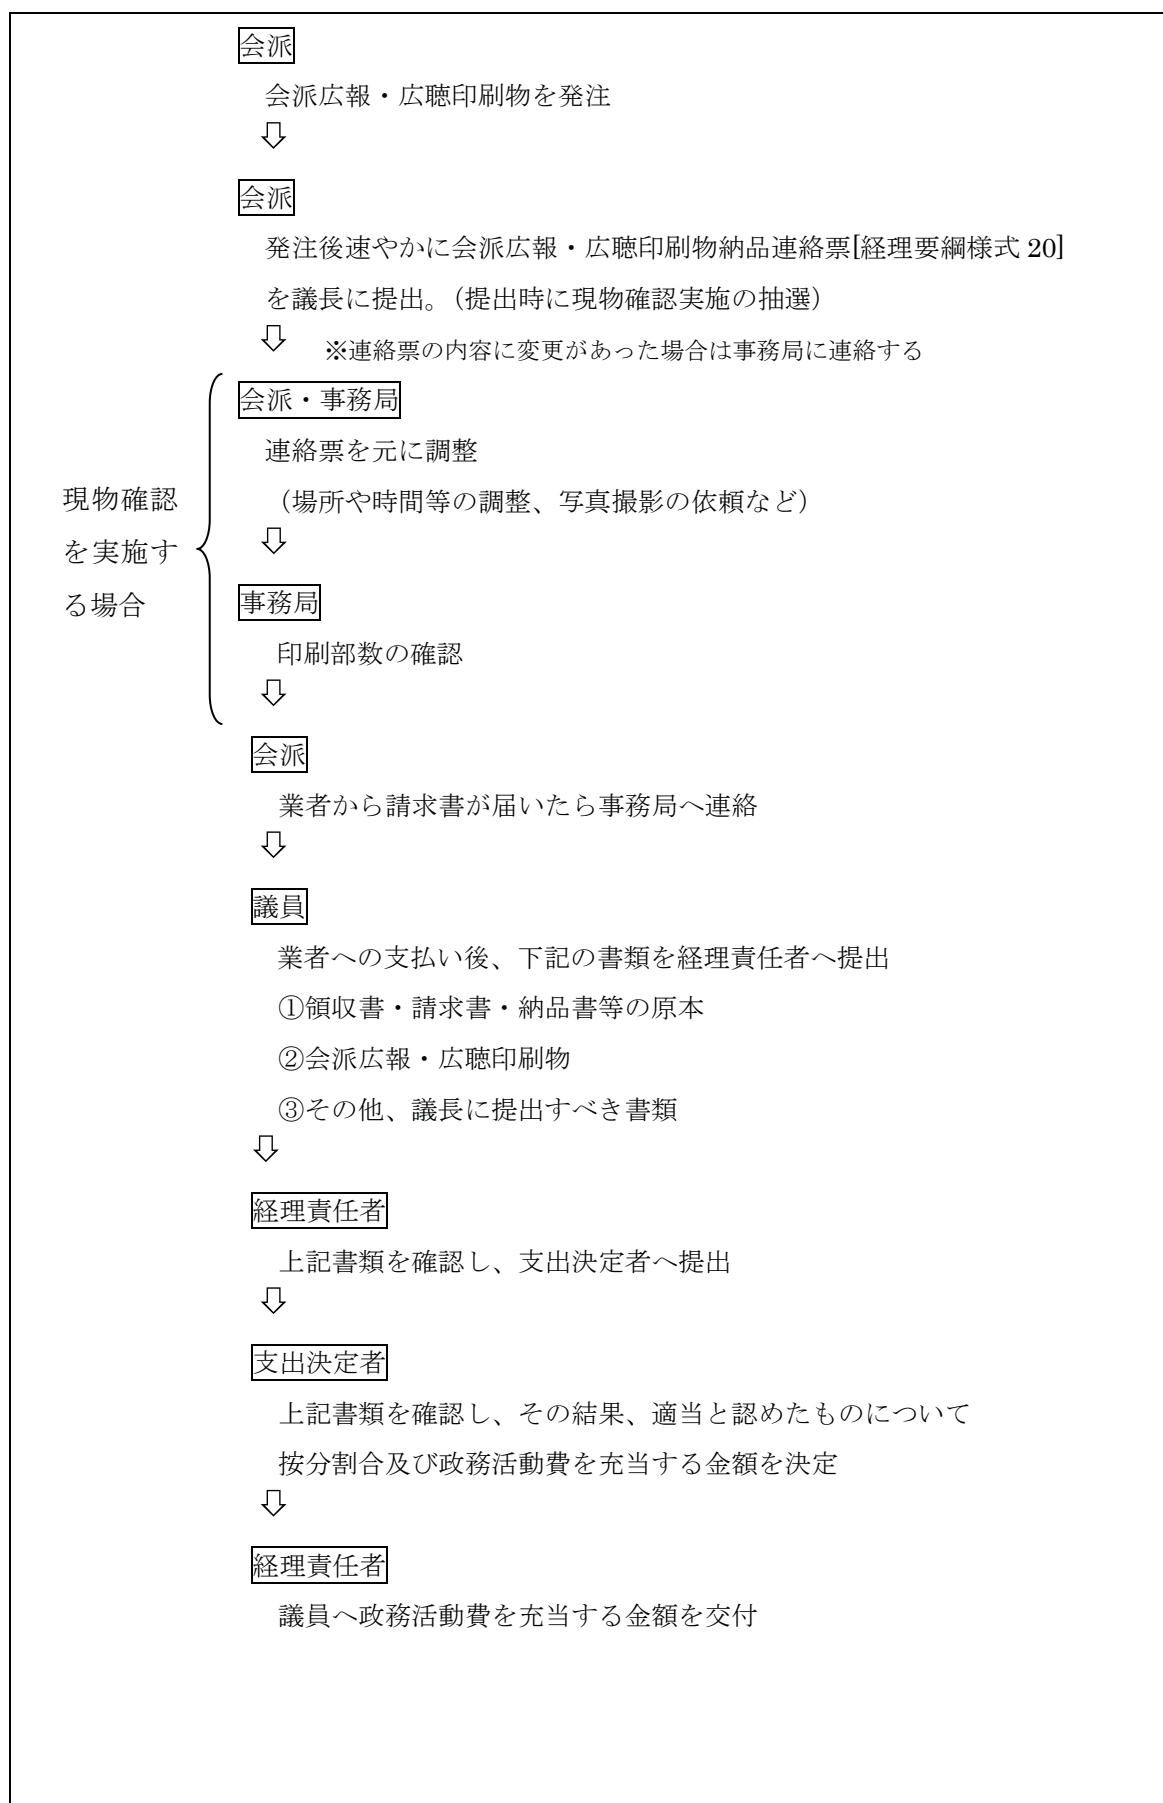 会派
会派広報・広聴印刷物を発注
⇩
会派
発注後速やかに会派広報・広聴印刷物納品連絡票[経理要綱様式 20]
を議長に提出。（提出時に現物確認実施の抽選）
⇩ ※連絡票の内容に変更があった場合は事務局に連絡する
現物確認
を実施す
る場合
会派・事務局
連絡票を元に調整
（場所や時間等の調整、写真撮影の依頼など）
⇩
事務局
印刷部数の確認
⇩
会派
業者から請求書が届いたら事務局へ連絡
⇩
議員
業者への支払い後、下記の書類を経理責任者へ提出
①領収書・請求書・納品書等の原本
②会派広報・広聴印刷物
③その他、議長に提出すべき書類
⇩
経理責任者
上記書類を確認し、支出決定者へ提出
⇩
支出決定者
上記書類を確認し、その結果、適当と認めたものについて
按分割合及び政務活動費を充当する金額を決定
⇩
経理責任者
議員へ政務活動費を充当する金額を交付